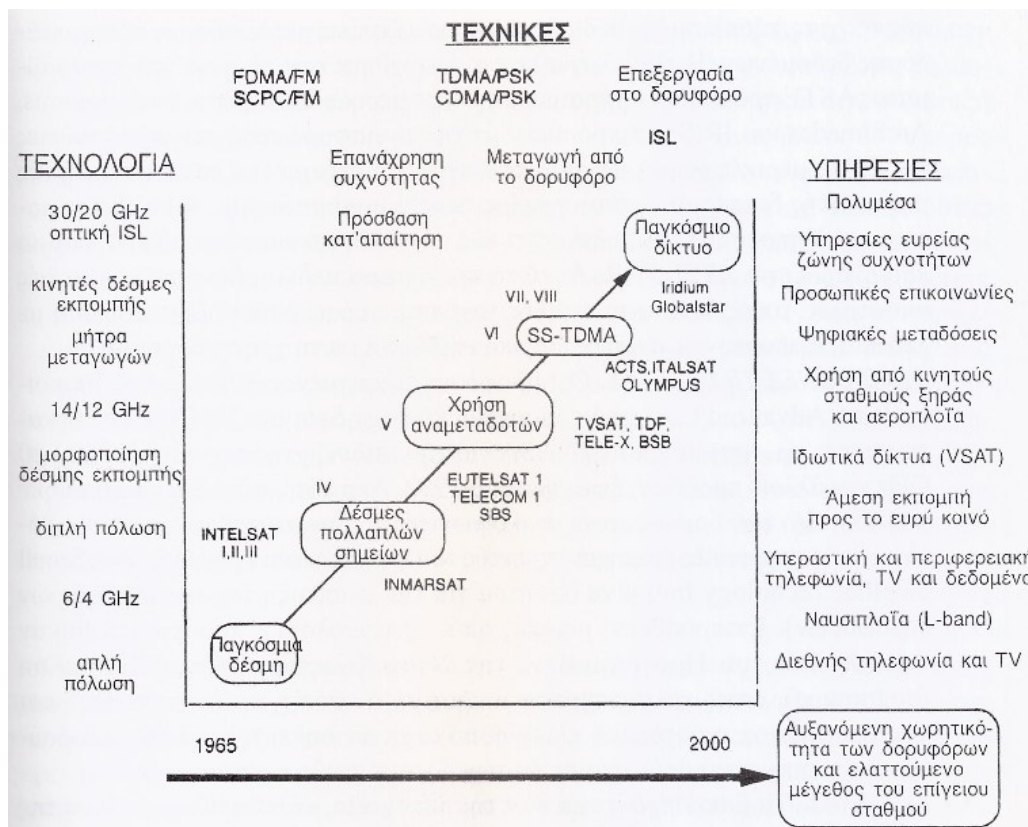 ΤΕΧΝΙΚΕΣ
FDMA/FM
SCPC/FM
TDMA/PSK
CDMA/PSK
Επεξεργασία
στο δορυφόρο
ISL
Επανάχρηση
συχνότητας
Μεταγωγή από
το δορυφόρο
Πρόσβαση
κατ'απαίτηση
ΤΕΧΝΟΛΟΓΙΑ
30/20 GHz
οπτική ISL
κινητές δέσμες
εκπομπής
μήτρα
μεταγωγών
14/12 GHz
μορφοποίηση
δέσμης εκπομπής
διπλή πόλωση
6/4 GHz
απλή
πόλωση
Παγκόσμιο
δίκτυο
Iridium
Globalstar
VII, VIII
VI
SS-TDMA
ACTS,ITALSAT
OLYMPUS
Χρήση
αναμεταδοτών
V
TVSAT, TDF,
TELE-X, BSB
EUTELSAT 1
TELECOM 1
SBS
IV
Δέσμες
πολλαπλών
σημείων
INTELSAT
I,II,III
INMARSAT
Παγκόσμια
δέσμη
ΥΠΗΡΕΣΙΕΣ
Πολυμέσα
Υπηρεσίες ευρείας
ζώνης συχνοτήτων
Προσωπικές επικοινωνίες
Ψηφιακές μεταδόσεις
Χρήση από κινητούς
σταθμούς ξηράς
και αεροπλοΐα
Ιδιωτικά δίκτυα (VSAT)
Άμεση εκπομπή
προς το ευρύ κοινό
Υπεραστική και περιφερειακή
τηλεφωνία, TV και δεδομένα
Ναυσιπλοΐα (L-band)
Διεθνής τηλεφωνία και TV
1965
2000
Αυξανόμενη χωρητικό-
τητα των δορυφόρων
και ελαττούμενο
μέγεθος του επίγειου
σταθμού